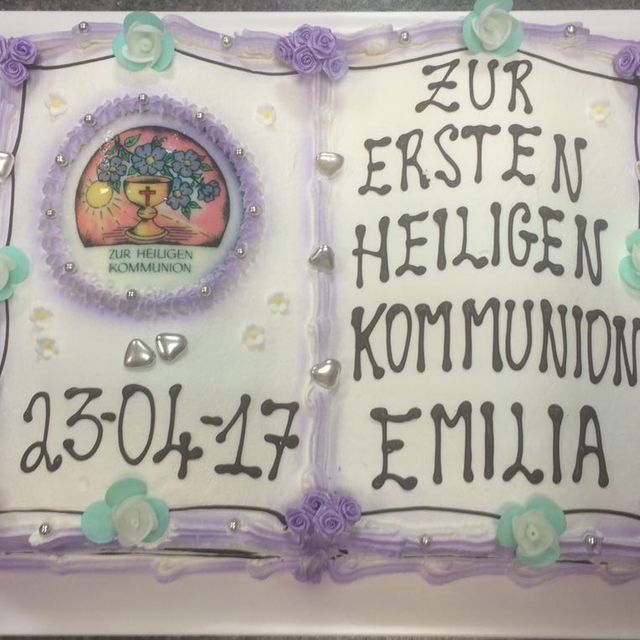 ZUR HEILIGEN
KOMMUNION
23-04-17
ZUR
ERSTEN
HEILIGEN
KOMMUNION
EMILIA